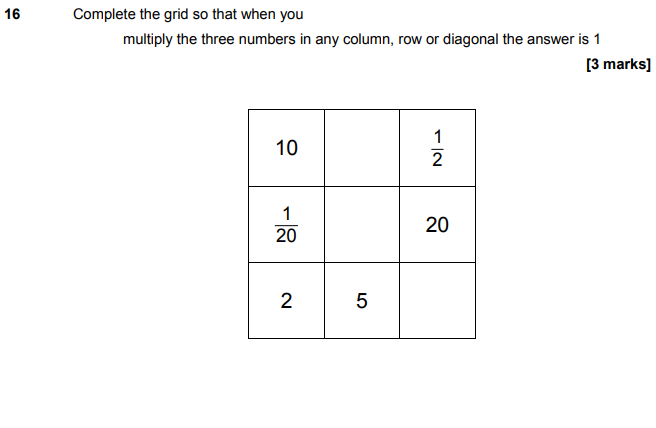 16 Complete the grid so that when you
multiply the three numbers in any column, row or diagonal the answer is 1
[3 marks]
10 1/2
1/20 20
2 5